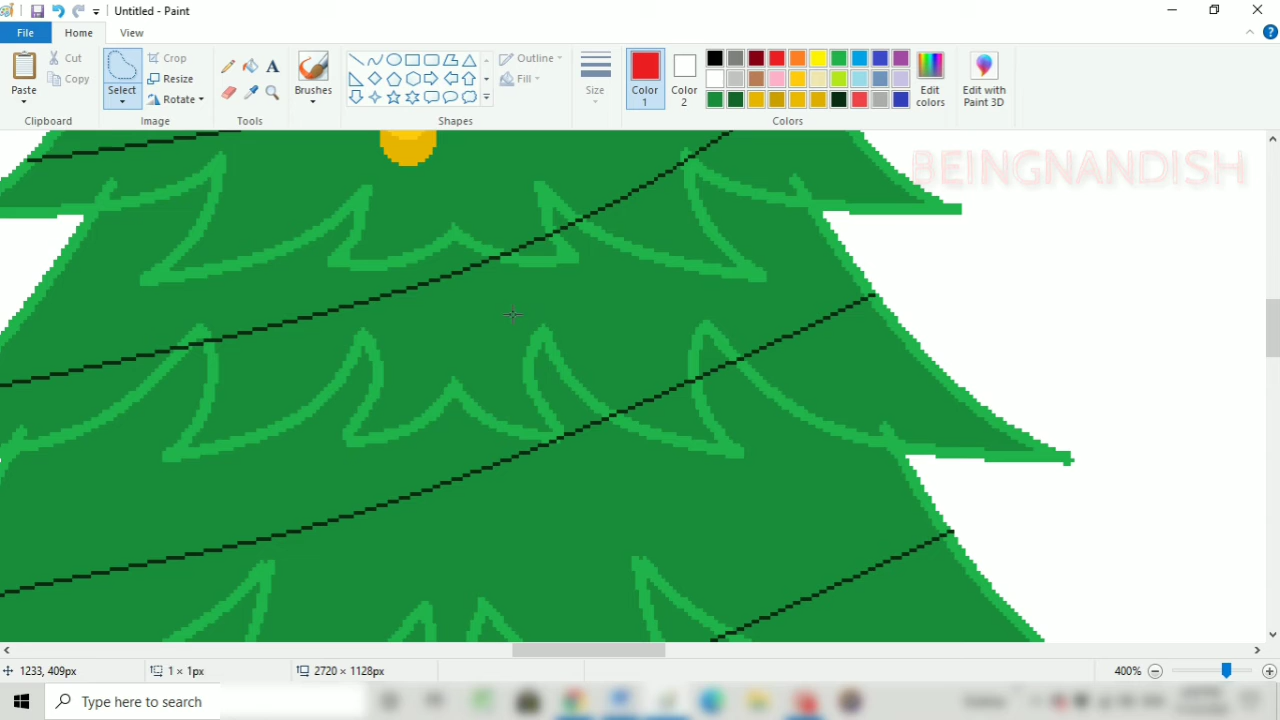 Untitled - Paint
File Home View
Paste Cut Copy
Clipboard
Select Crop Resize Rotate
Image
A
Tools
Brushes
Outline Fill
Shapes
Size
Color 1 Color 2 Edit colors Edit with Paint 3D
Colors
BEINGNANDISH
1233, 409px 1 × 1px 2720 × 1128px 400%
Type here to search